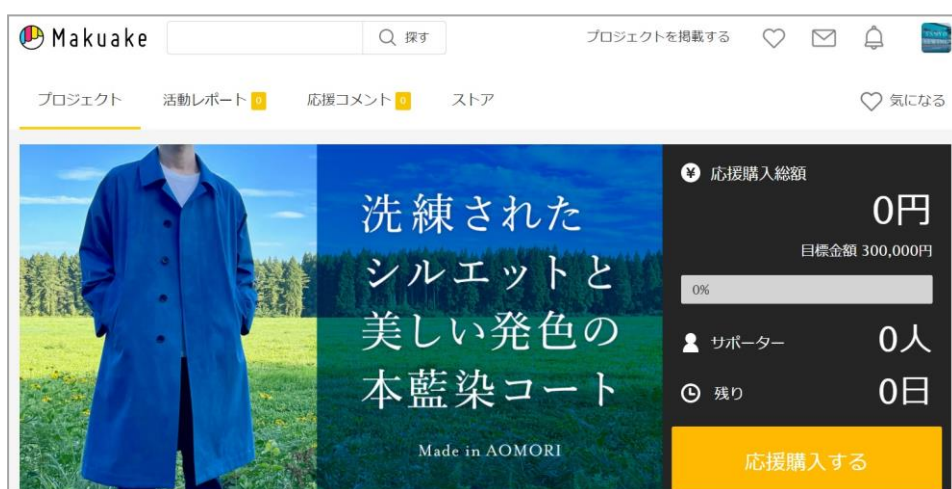 Makuake
探す
プロジェクトを掲載する
プロジェクト
活動レポート 0
応援コメント 0
ストア
気になる
洗練された
シルエットと
美しい発色の
本藍染コート
Made in AOMORI
¥ 応援購入総額
0円
目標金額 300,000円
0%
サポーター 0人
残り 0日
応援購入する